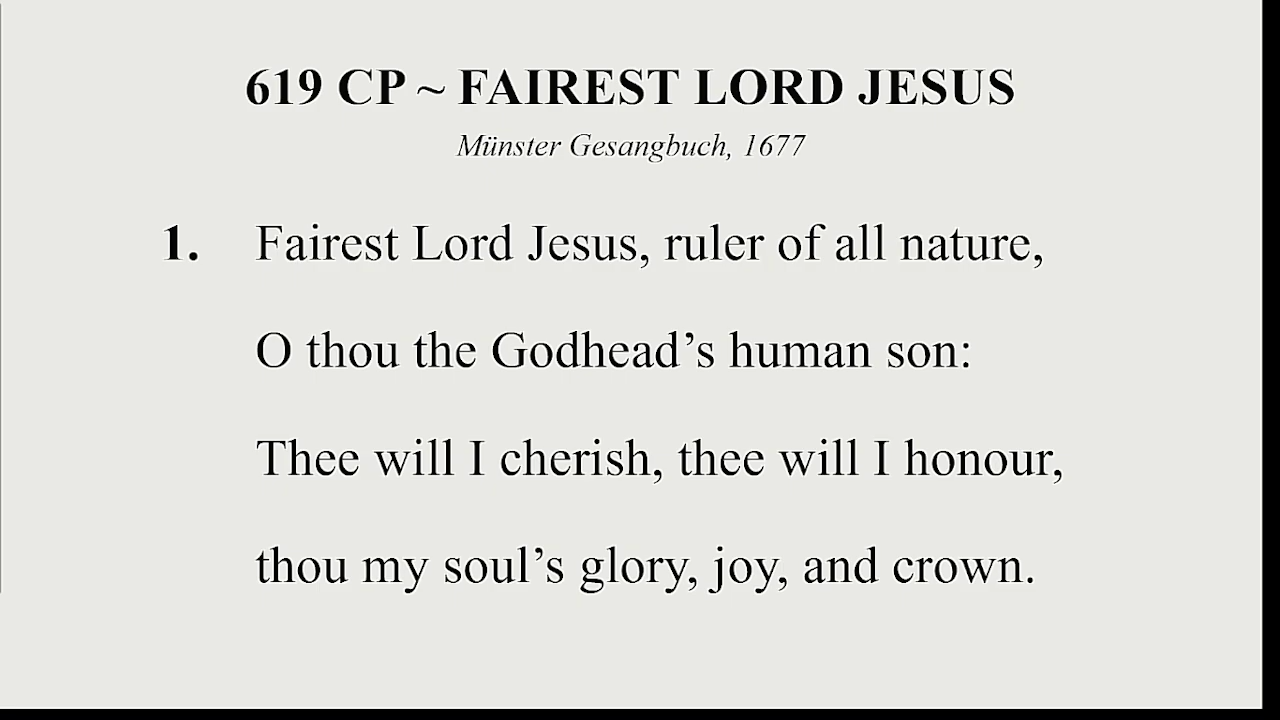 619 CP ~ FAIREST LORD JESUS
Münster Gesangbuch, 1677
1. Fairest Lord Jesus, ruler of all nature,
O thou the Godhead’s human son:
Thee will I cherish, thee will I honour,
thou my soul’s glory, joy, and crown.